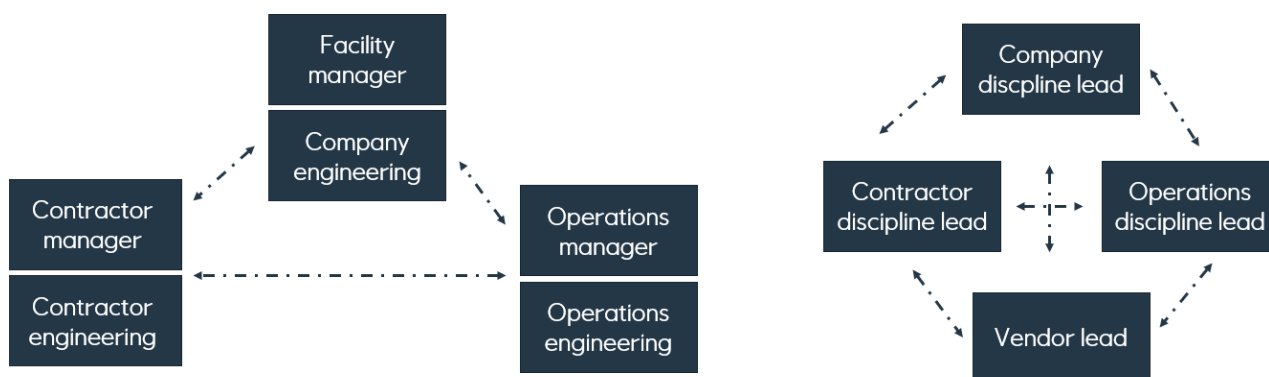 Facility
manager
Company
engineering
Contractor
manager
Contractor
engineering
Operations
manager
Operations
engineering
Company
discpline lead
Contractor
discipline lead
Operations
discipline lead
Vendor lead